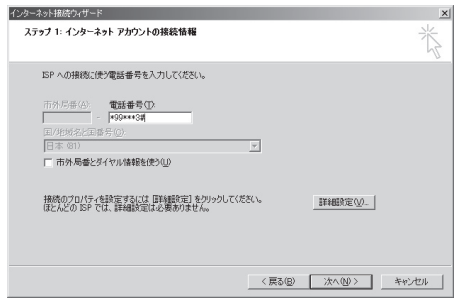 インターネット接続ウィザード
ステップ 1: インターネット アカウントの接続情報
ISP への接続に使う電話番号を入力してください。
市外局番(A): 電話番号(T):
- *99***3#
国/地域名と国番号(O):
日本 (81)
市外局番とダイヤル情報を使う(U)
接続のプロパティを設定するには [詳細設定] をクリックしてください。
ほとんどの ISP では、詳細設定は必要ありません。
詳細設定(V)...
< 戻る(B) 次へ(N) > キャンセル